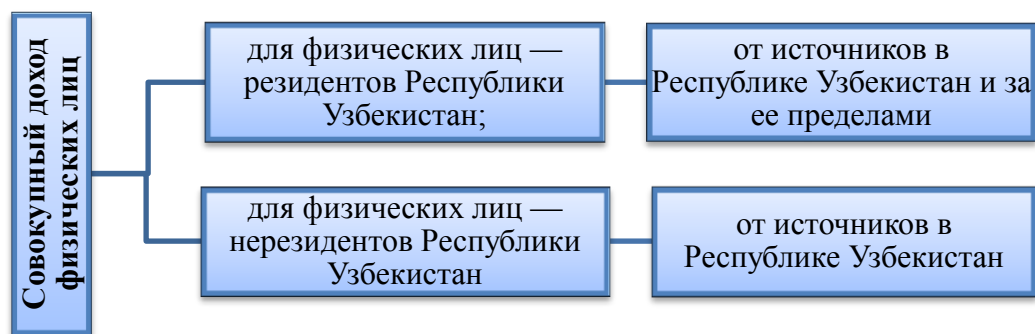 Совокупный доход
физических лиц
для физических лиц —
резидентов Республики
Узбекистан;
от источников в
Республике Узбекистан и за
ее пределами
для физических лиц —
нерезидентов Республики
Узбекистан
от источников в
Республике Узбекистан